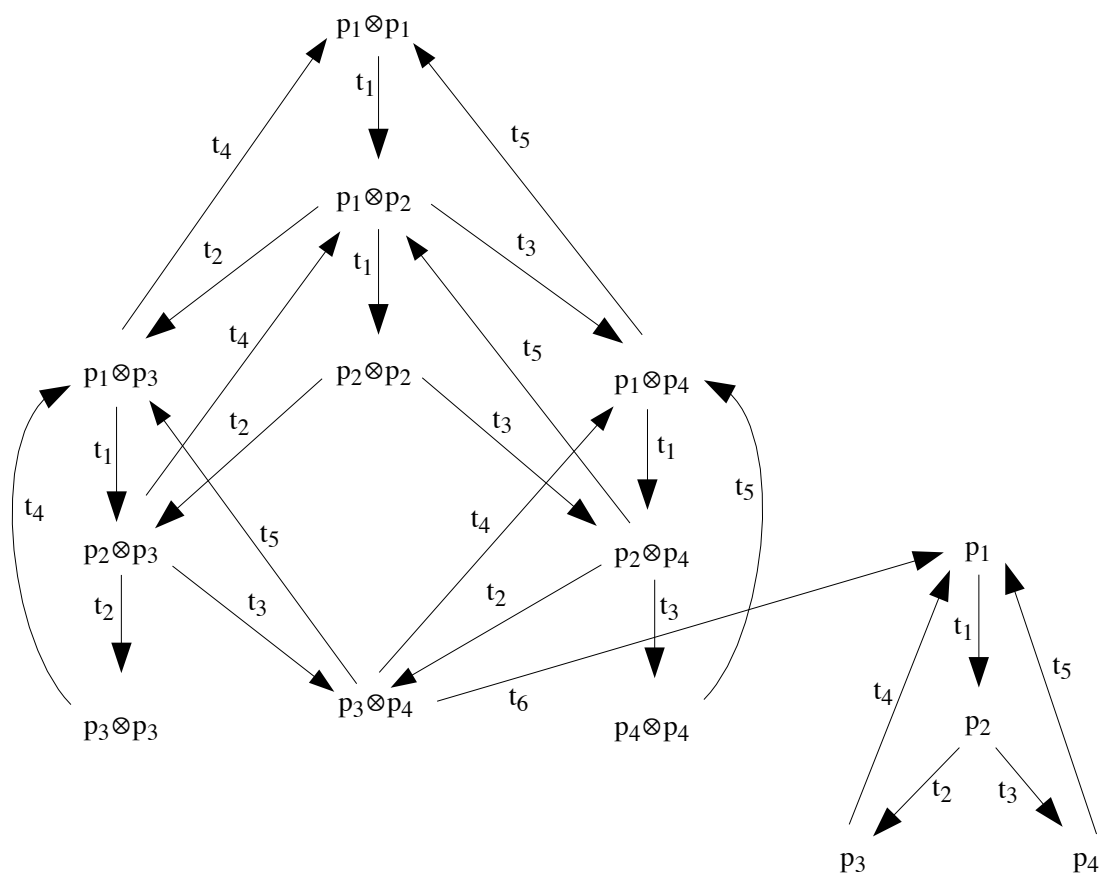 p₁⊗p₁
t₁
t₄
t₅
p₁⊗p₂
t₂
t₁
t₃
t₄
t₅
p₁⊗p₃
p₂⊗p₂
p₁⊗p₄
t₁
t₂
t₃
t₁
t₄
t₅
t₄
t₅
p₂⊗p₃
p₂⊗p₄
p₁
t₂
t₃
t₂
t₃
t₁
p₃⊗p₃
p₃⊗p₄
t₆
p₄⊗p₄
t₄
t₅
p₂
t₂
t₃
p₃
p₄